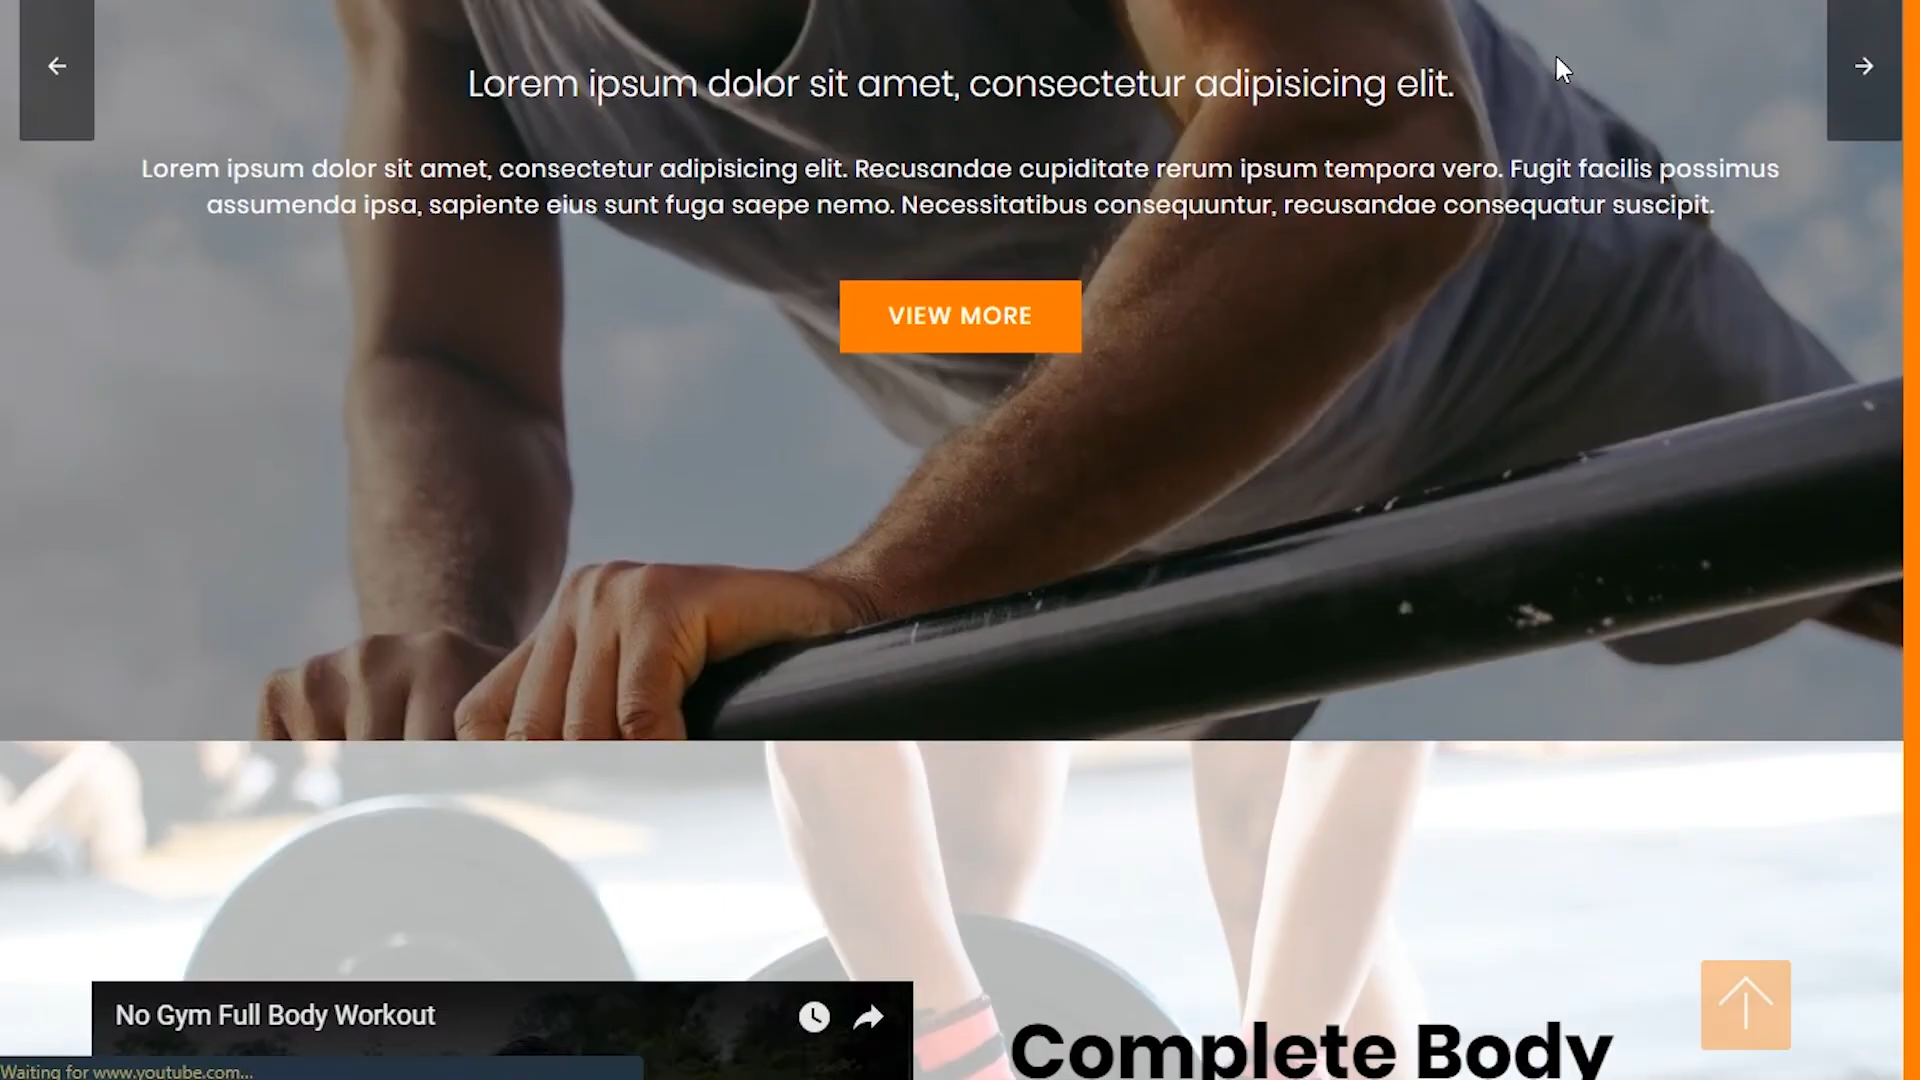 Lorem ipsum dolor sit amet, consectetur adipisicing elit.
Lorem ipsum dolor sit amet, consectetur adipisicing elit. Recusandae cupiditate rerum ipsum tempora vero. Fugit facilis possimus
assumenda ipsa, sapiente eius sunt fuga saepe nemo. Necessitatibus consequuntur, recusandae consequatur suscipit.
VIEW MORE
No Gym Full Body Workout
Complete Body
Waiting for www.youtube.com...